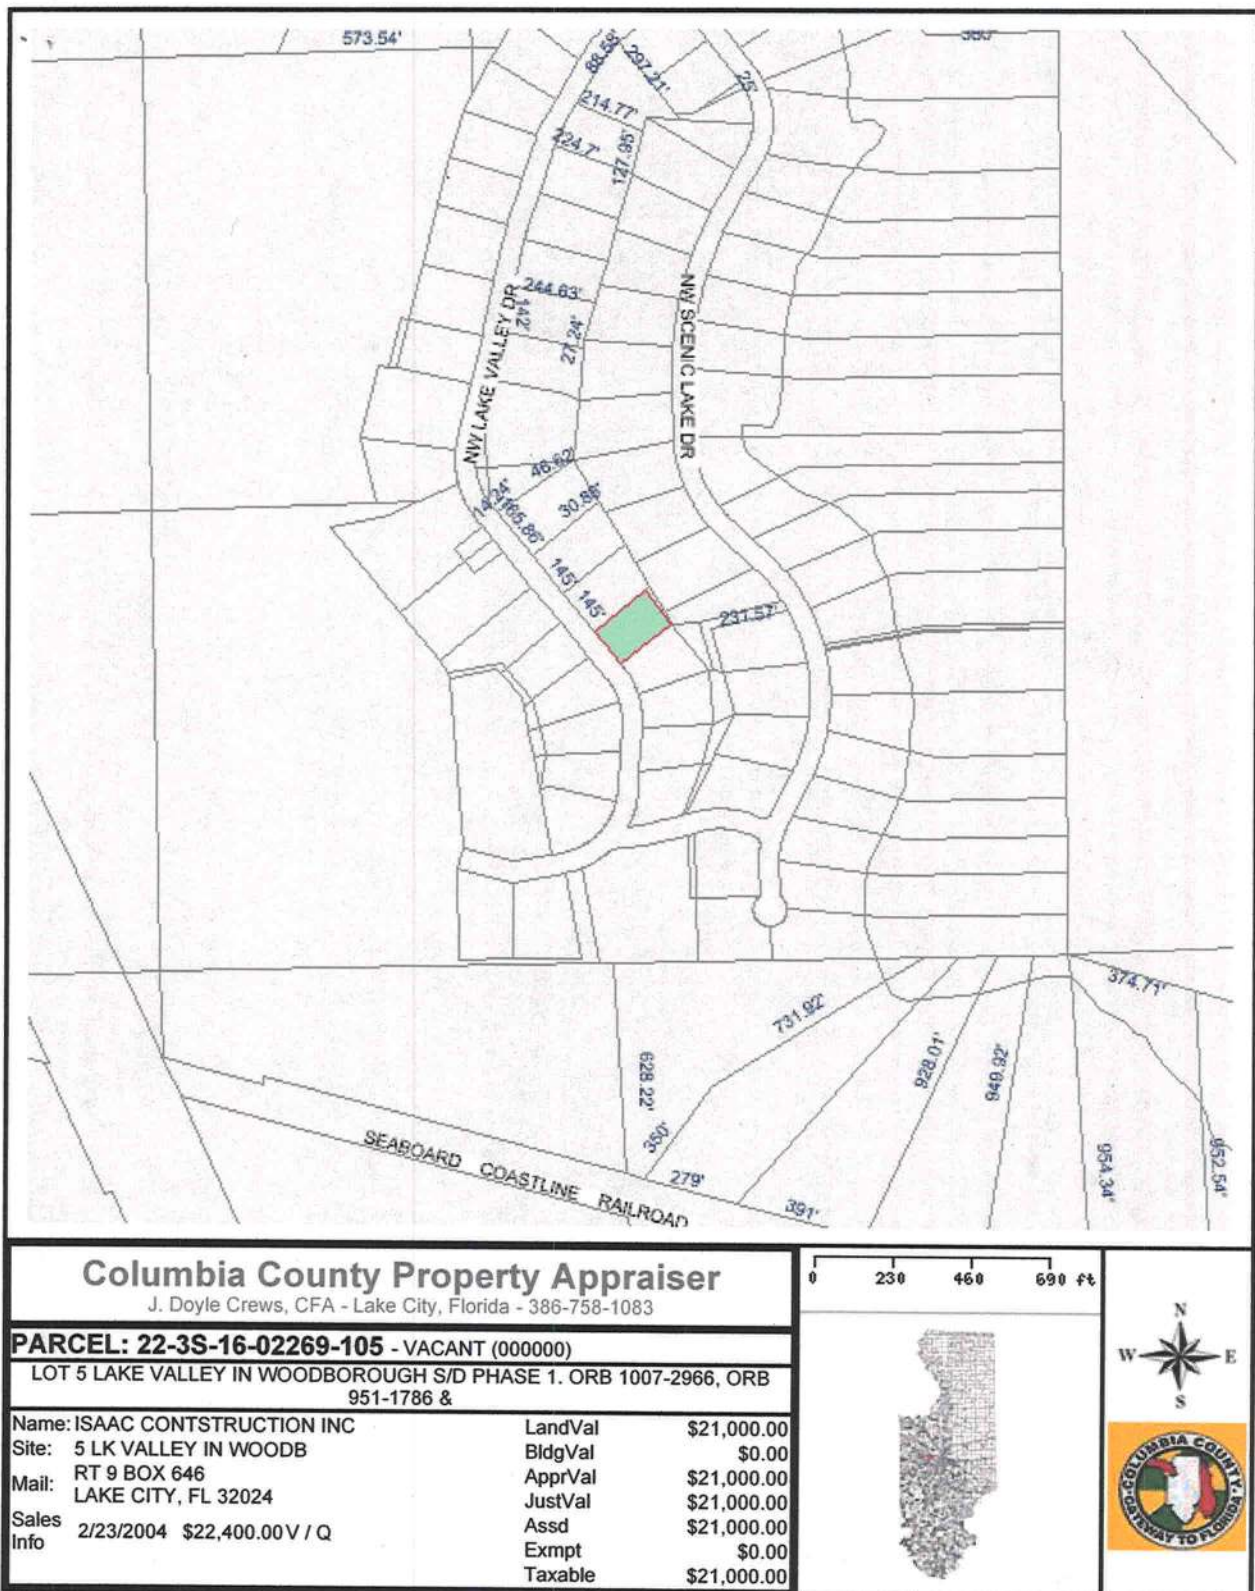 573.54'
380'
88.58'
297.21'
25'
214.77'
224.7'
127.95'
244.63'
142'
27.24'
NW LAKE VALLEY DR
NW SCENIC LAKE DR
46.62'
30.88'
165.86'
145'
145'
231.57'
374.71'
731.92'
928.01'
949.92'
628.22'
350'
279'
391'
954.34'
952.54'
SEABOARD COASTLINE RAILROAD
Columbia County Property Appraiser
J. Doyle Crews, CFA - Lake City, Florida - 386-758-1083
PARCEL: 22-3S-16-02269-105 - VACANT (000000)
LOT 5 LAKE VALLEY IN WOODBOROUGH S/D PHASE 1. ORB 1007-2966, ORB
951-1786 &
Name: ISAAC CONTSTRUCTION INC
Site: 5 LK VALLEY IN WOODB
Mail: RT 9 BOX 646
LAKE CITY, FL 32024
Sales Info 2/23/2004 $22,400.00 V / Q
LandVal $21,000.00
BldgVal $0.00
ApprVal $21,000.00
JustVal $21,000.00
Assd $21,000.00
Exmpt $0.00
Taxable $21,000.00
0 230 460 690 ft
N
W E
S
COLUMBIA COUNTY
GATEWAY TO FLORIDA